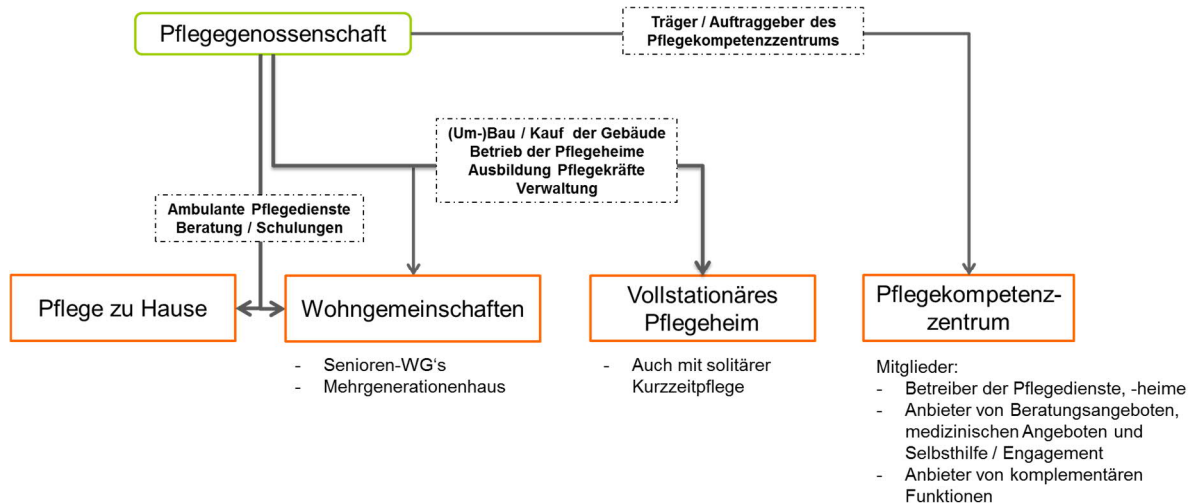 Pflegegenossenschaft
Träger / Auftraggeber des
Pflegekompetenzzentrums
(Um-)Bau / Kauf der Gebäude
Betrieb der Pflegeheime
Ausbildung Pflegekräfte
Verwaltung
Ambulante Pflegedienste
Beratung / Schulungen
Pflege zu Hause
Wohngemeinschaften
- Senioren-WG‘s
- Mehrgenerationenhaus
Vollstationäres
Pflegeheim
- Auch mit solitärer
Kurzzeitpflege
Pflegekompetenz-
zentrum
Mitglieder:
- Betreiber der Pflegedienste, -heime
- Anbieter von Beratungsangeboten,
medizinischen Angeboten und
Selbsthilfe / Engagement
- Anbieter von komplementären
Funktionen